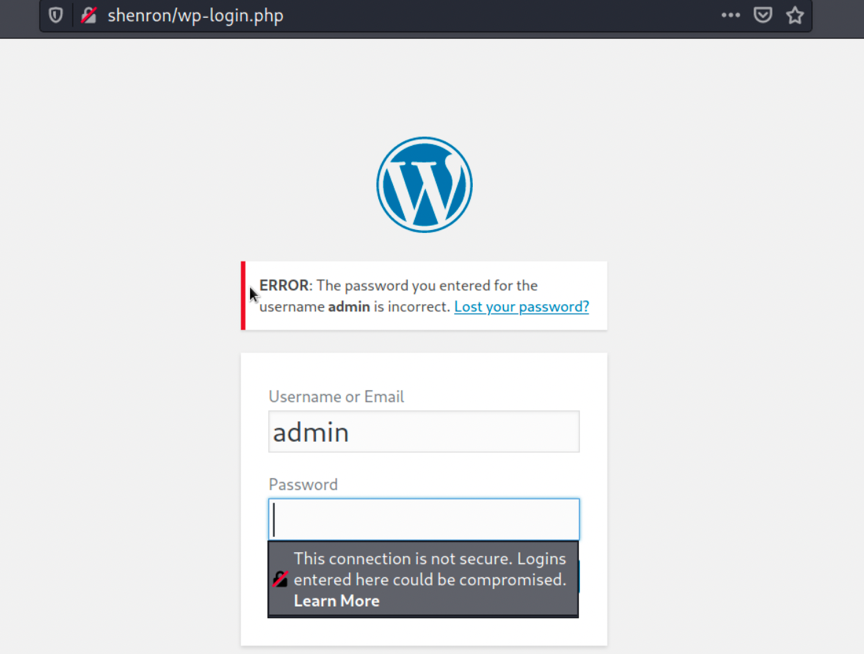 shenron/wp-login.php
ERROR: The password you entered for the
username admin is incorrect. Lost your password?
Username or Email
admin
Password
This connection is not secure. Logins
entered here could be compromised.
Learn More